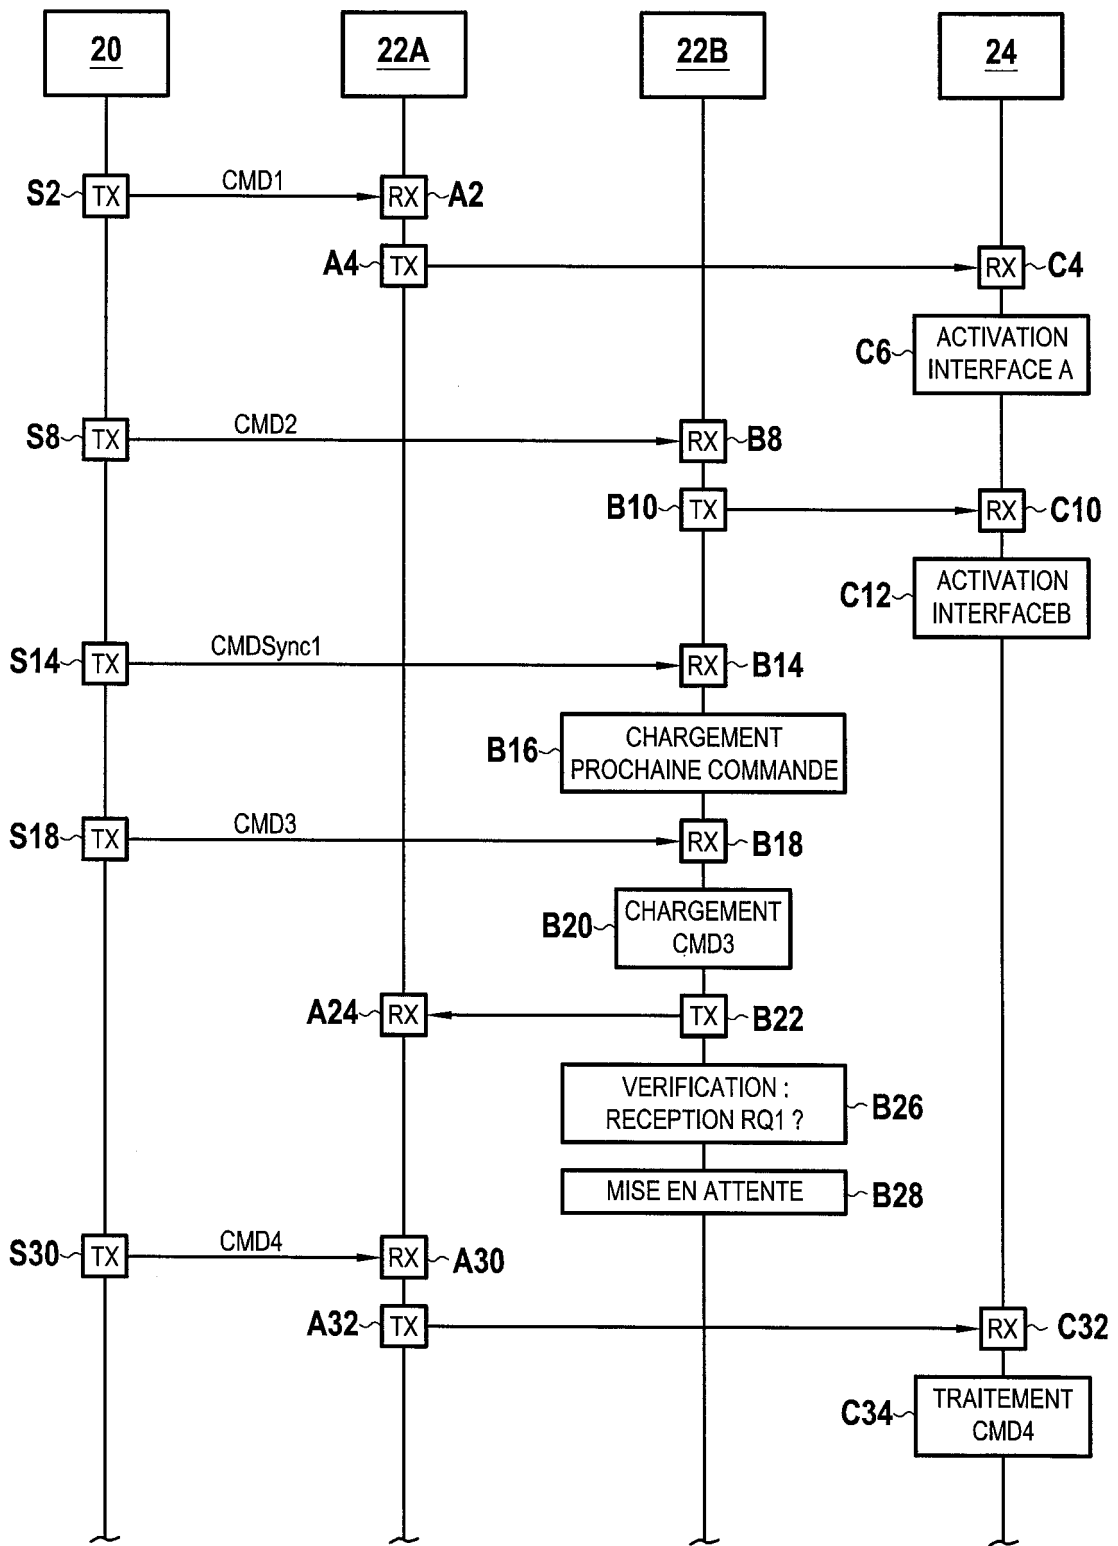 20
22A
22B
24
S2
TX
CMD1
RX
A2
A4
TX
RX
C4
C6
ACTIVATION
INTERFACE A
S8
TX
CMD2
RX
B8
B10
TX
RX
C10
C12
ACTIVATION
INTERFACEB
S14
TX
CMDSync1
RX
B14
B16
CHARGEMENT
PROCHAINE COMMANDE
S18
TX
CMD3
RX
B18
B20
CHARGEMENT
CMD3
A24
RX
TX
B22
VERIFICATION :
RECEPTION RQ1 ?
B26
MISE EN ATTENTE
B28
S30
TX
CMD4
RX
A30
A32
TX
RX
C32
C34
TRAITEMENT
CMD4